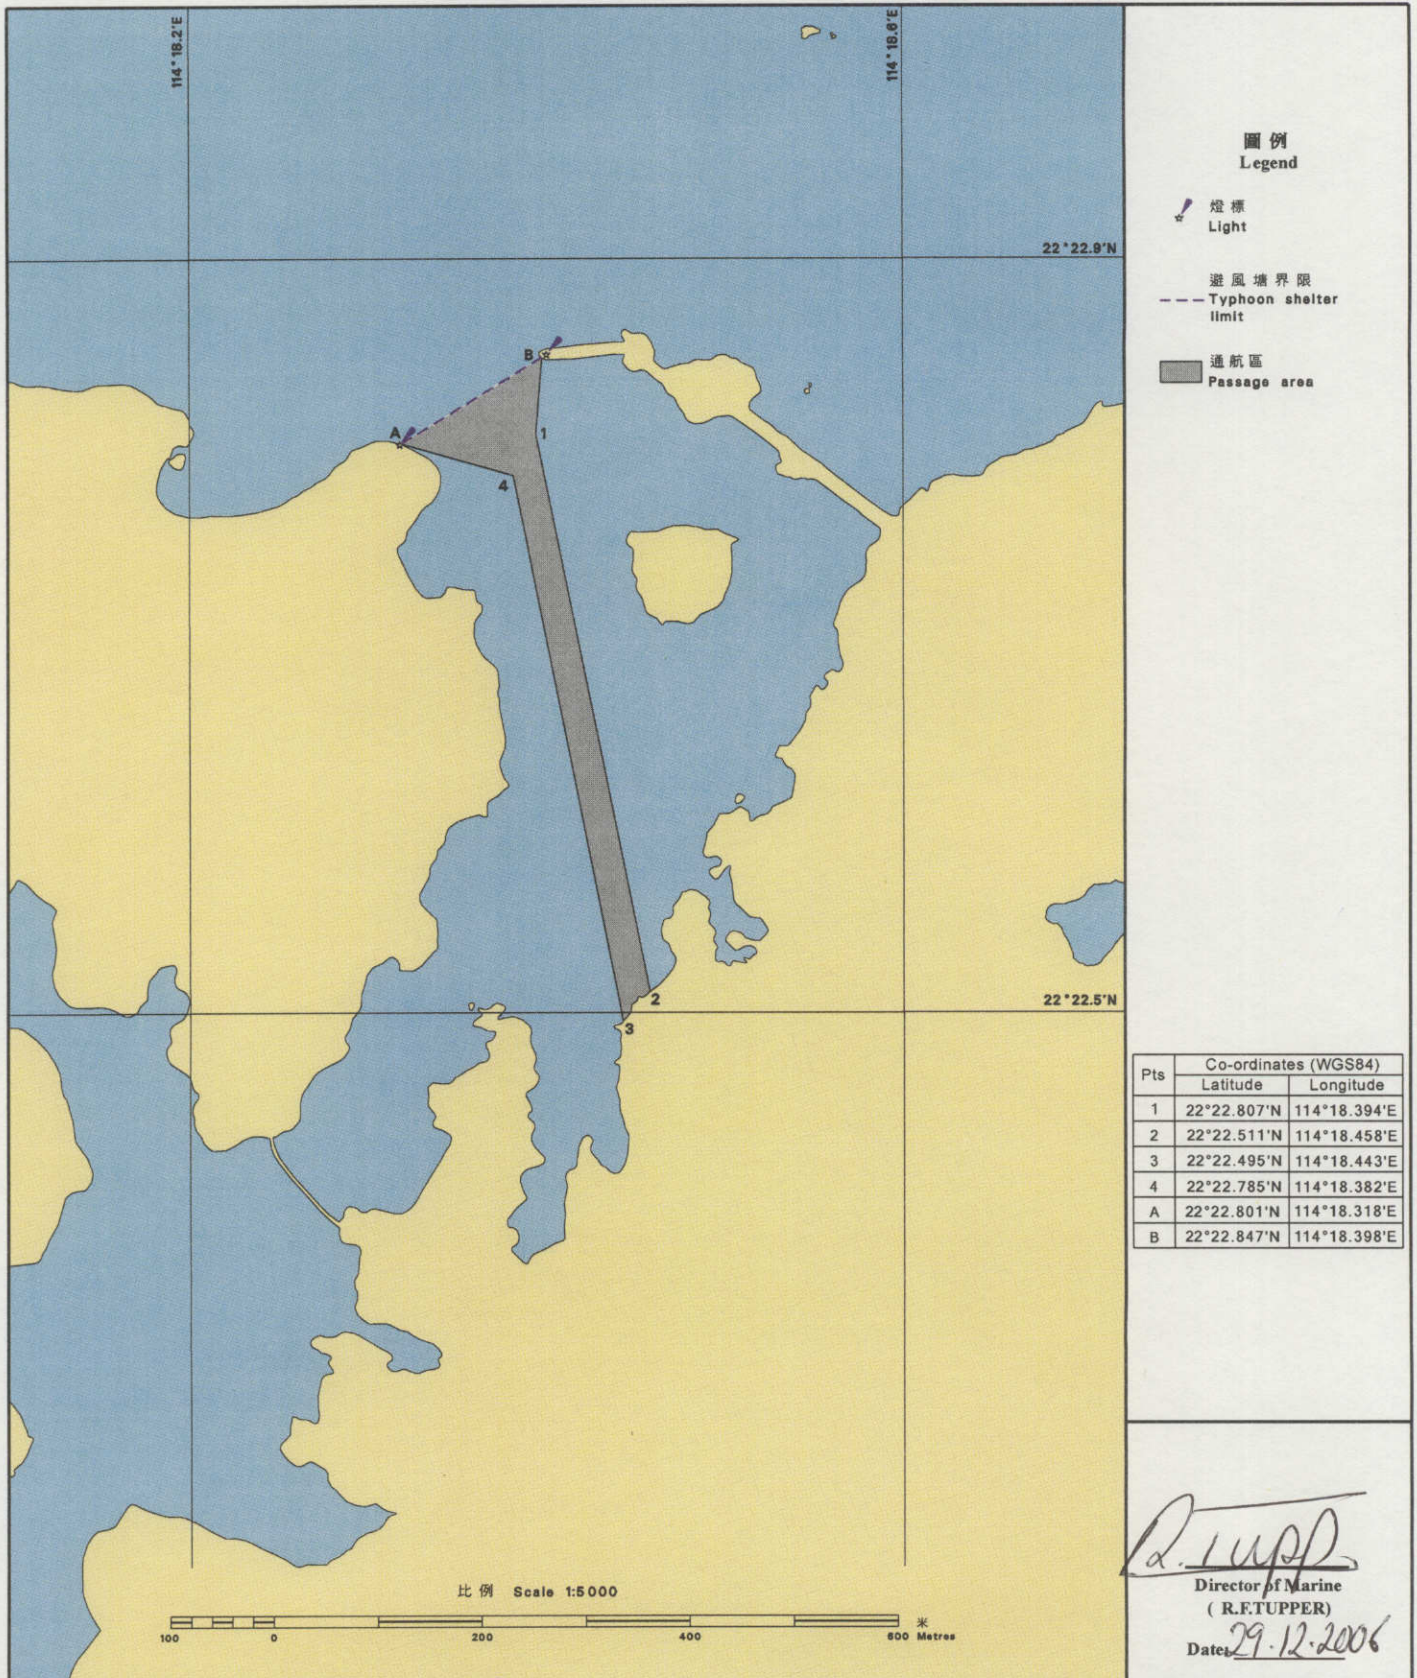 114°18.2'E
114°18.6'E
22°22.9'N
B
A
1
4
2
22°22.5'N
3
比例 Scale 1:5000
100 0 200 400 600
米
Metres
圖例
Legend
燈標
Light
避風塘界限
Typhoon shelter
limit
通航區
Passage area
Pts Co-ordinates (WGS84)
Latitude Longitude
1 22°22.807'N 114°18.394'E
2 22°22.511'N 114°18.458'E
3 22°22.495'N 114°18.443'E
4 22°22.785'N 114°18.382'E
A 22°22.801'N 114°18.318'E
B 22°22.847'N 114°18.398'E
R. Tupp
Director of Marine
( R.F.TUPPER)
Date: 29.12.2006